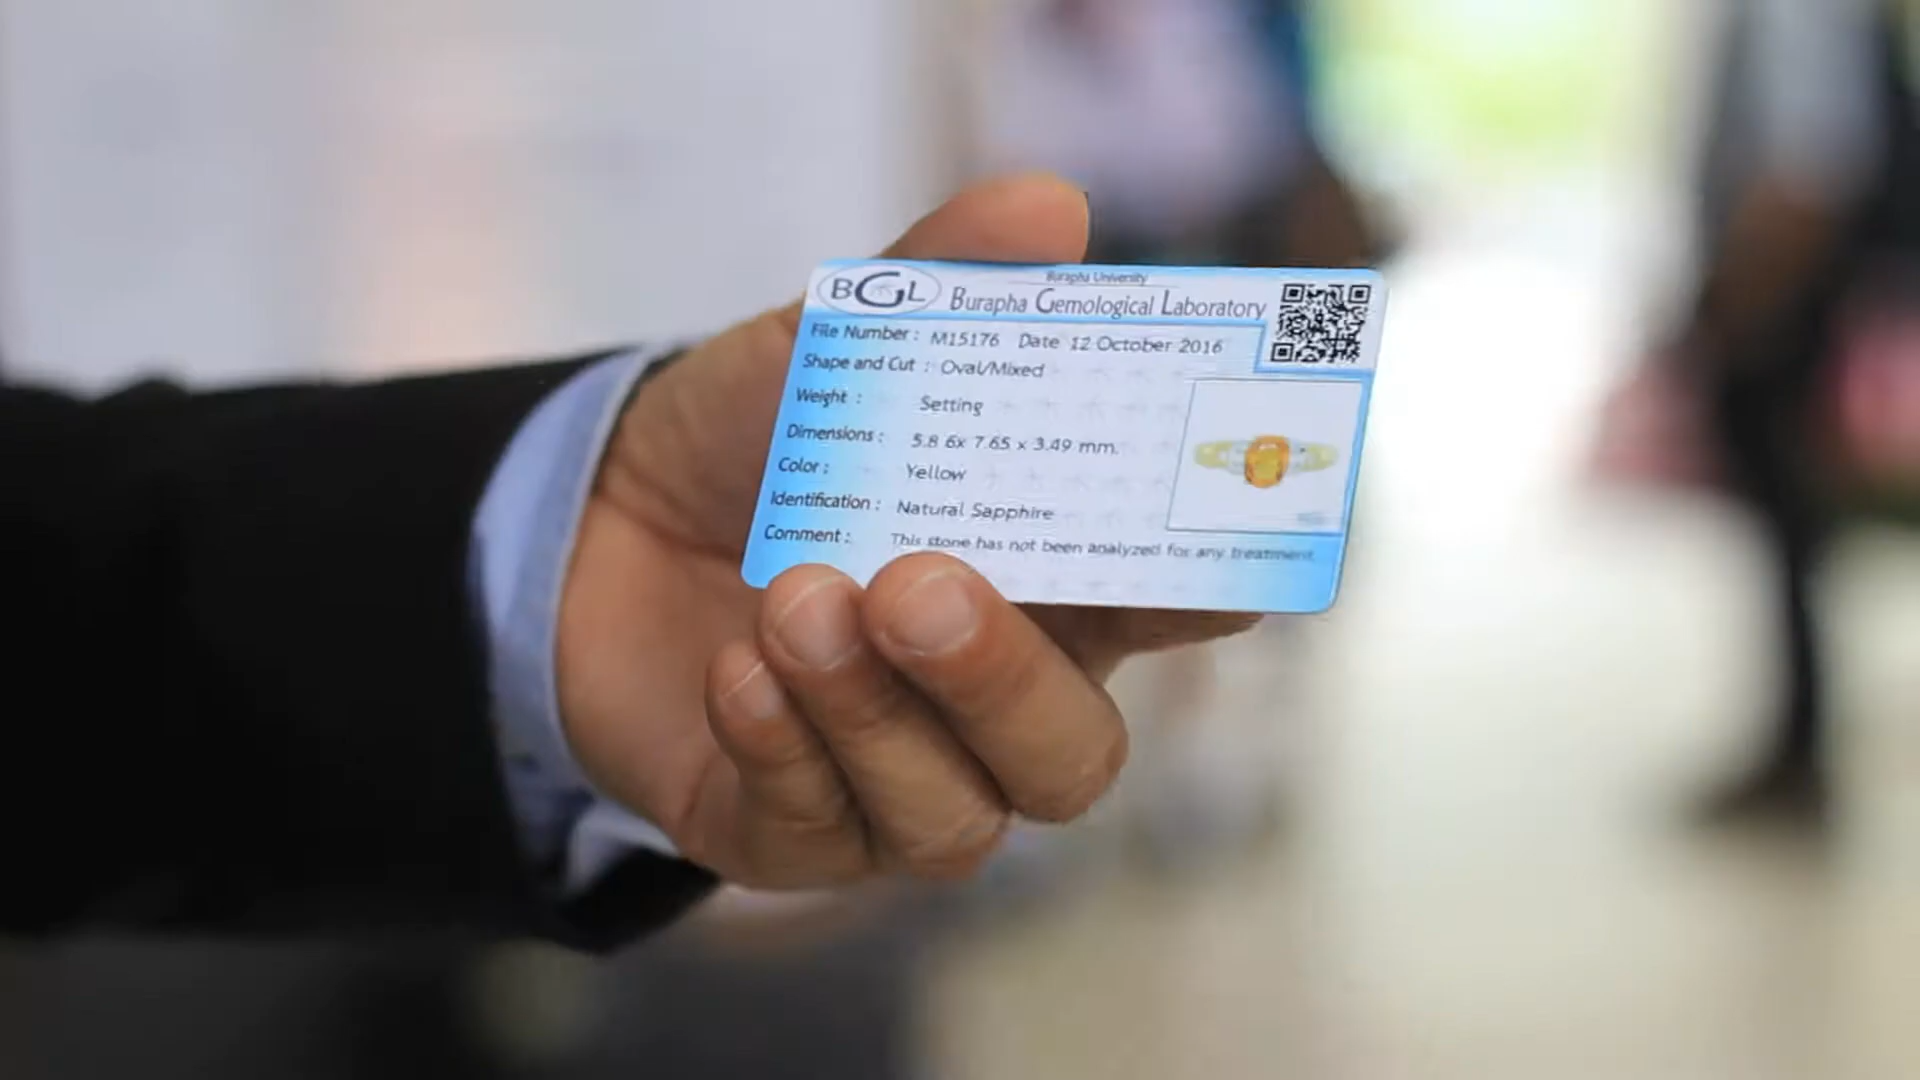 BGL
Burapha University
Burapha Gemological Laboratory
File Number : M15176 Date 12 October 2016
Shape and Cut : Oval/Mixed
Weight : Setting
Dimensions : 5.8 6x 7.65 x 3.49 mm.
Color : Yellow
Identification : Natural Sapphire
Comment : This stone has not been analyzed for any treatment.